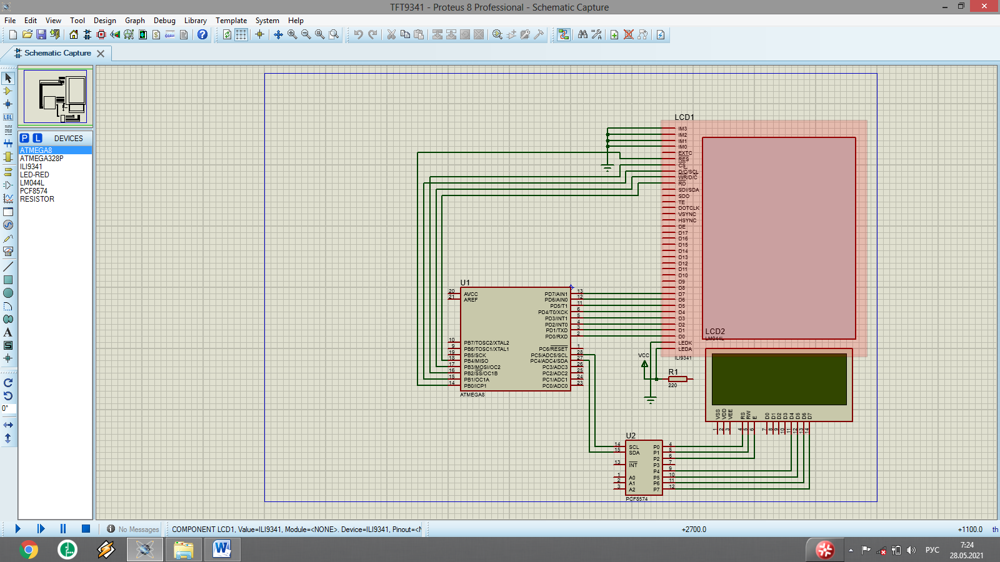 TFT9341 - Proteus 8 Professional - Schematic Capture
File Edit View Tool Design Graph Debug Library Template System Help
Schematic Capture
LBL
P L DEVICES
ATMEGA8
ATMEGA328P
ILI9341
LED-RED
LM044L
PCF8574
RESISTOR
A
S
0°
LCD1
IM3
IM2
IM1
IM0
EXTC
RES
CS
D/C/SCL
WR/D/C
RD
SDI/SDA
SDO
TE
DOTCLK
VSYNC
HSYNC
DE
D17
D16
D15
D14
D13
D12
D11
D10
D9
D8
D7
D6
D5
D4
D3
D2
D1
D0
LEDK
LEDA
ILI9341
U1
20 AVCC
21 AREF
10 PB7/TOSC2/XTAL2
9 PB6/TOSC1/XTAL1
19 PB5/SCK
18 PB4/MISO
17 PB3/MOSI/OC2
16 PB2/SS/OC1B
15 PB1/OC1A
14 PB0/ICP1
PD7/AIN1 13
PD6/AIN0 12
PD5/T1 11
PD4/T0/XCK 6
PD3/INT1 5
PD2/INT0 4
PD1/TXD 3
PD0/RXD 2
PC6/RESET 1
PC5/ADC5/SCL 28
PC4/ADC4/SDA 27
PC3/ADC3 26
PC2/ADC2 25
PC1/ADC1 24
PC0/ADC0 23
ATMEGA8
VCC
R1
220
LCD2
LM044L
VSS VDD VEE RS RW E D0 D1 D2 D3 D4 D5 D6 D7
1 2 3 4 5 6 7 8 9 10 11 12 13 14
U2
14 SCL
15 SDA
13 INT
1 A0
2 A1
3 A2
P0 4
P1 5
P2 6
P3 7
P4 9
P5 10
P6 11
P7 12
PCF8574
No Messages
COMPONENT LCD1, Value=ILI9341, Module=<NONE>. Device=ILI9341, Pinout=<N
+2700.0
+1100.0 th
РУС
7:24
28.05.2021